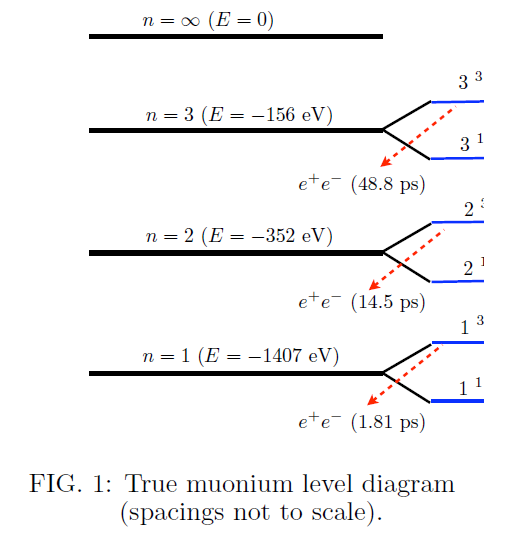 n = ∞ (E = 0)
3 ³
n = 3 (E = −156 eV)
3 ¹
e⁺e⁻ (48.8 ps)
2
n = 2 (E = −352 eV)
2
e⁺e⁻ (14.5 ps)
1 ³
n = 1 (E = −1407 eV)
1 ¹
e⁺e⁻ (1.81 ps)
FIG. 1: True muonium level diagram
(spacings not to scale).